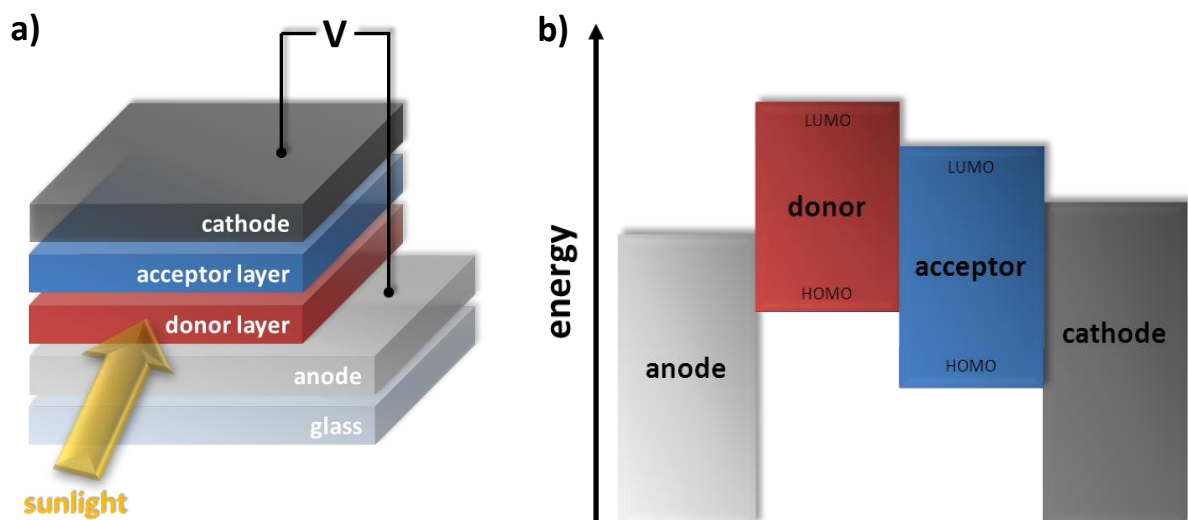 a)
V
cathode
acceptor layer
donor layer
anode
glass
sunlight
b)
energy
LUMO
donor
HOMO
LUMO
acceptor
HOMO
anode
cathode